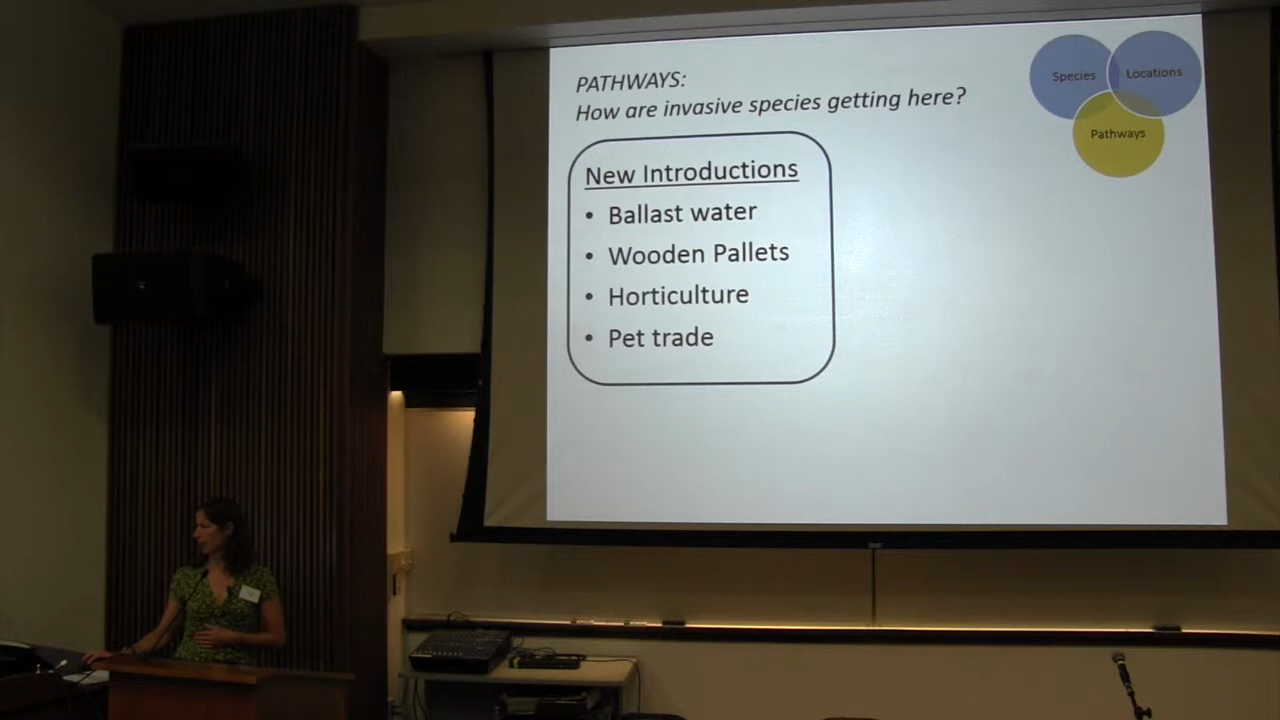 PATHWAYS:
How are invasive species getting here?
Species
Locations
Pathways
New Introductions
• Ballast water
• Wooden Pallets
• Horticulture
• Pet trade